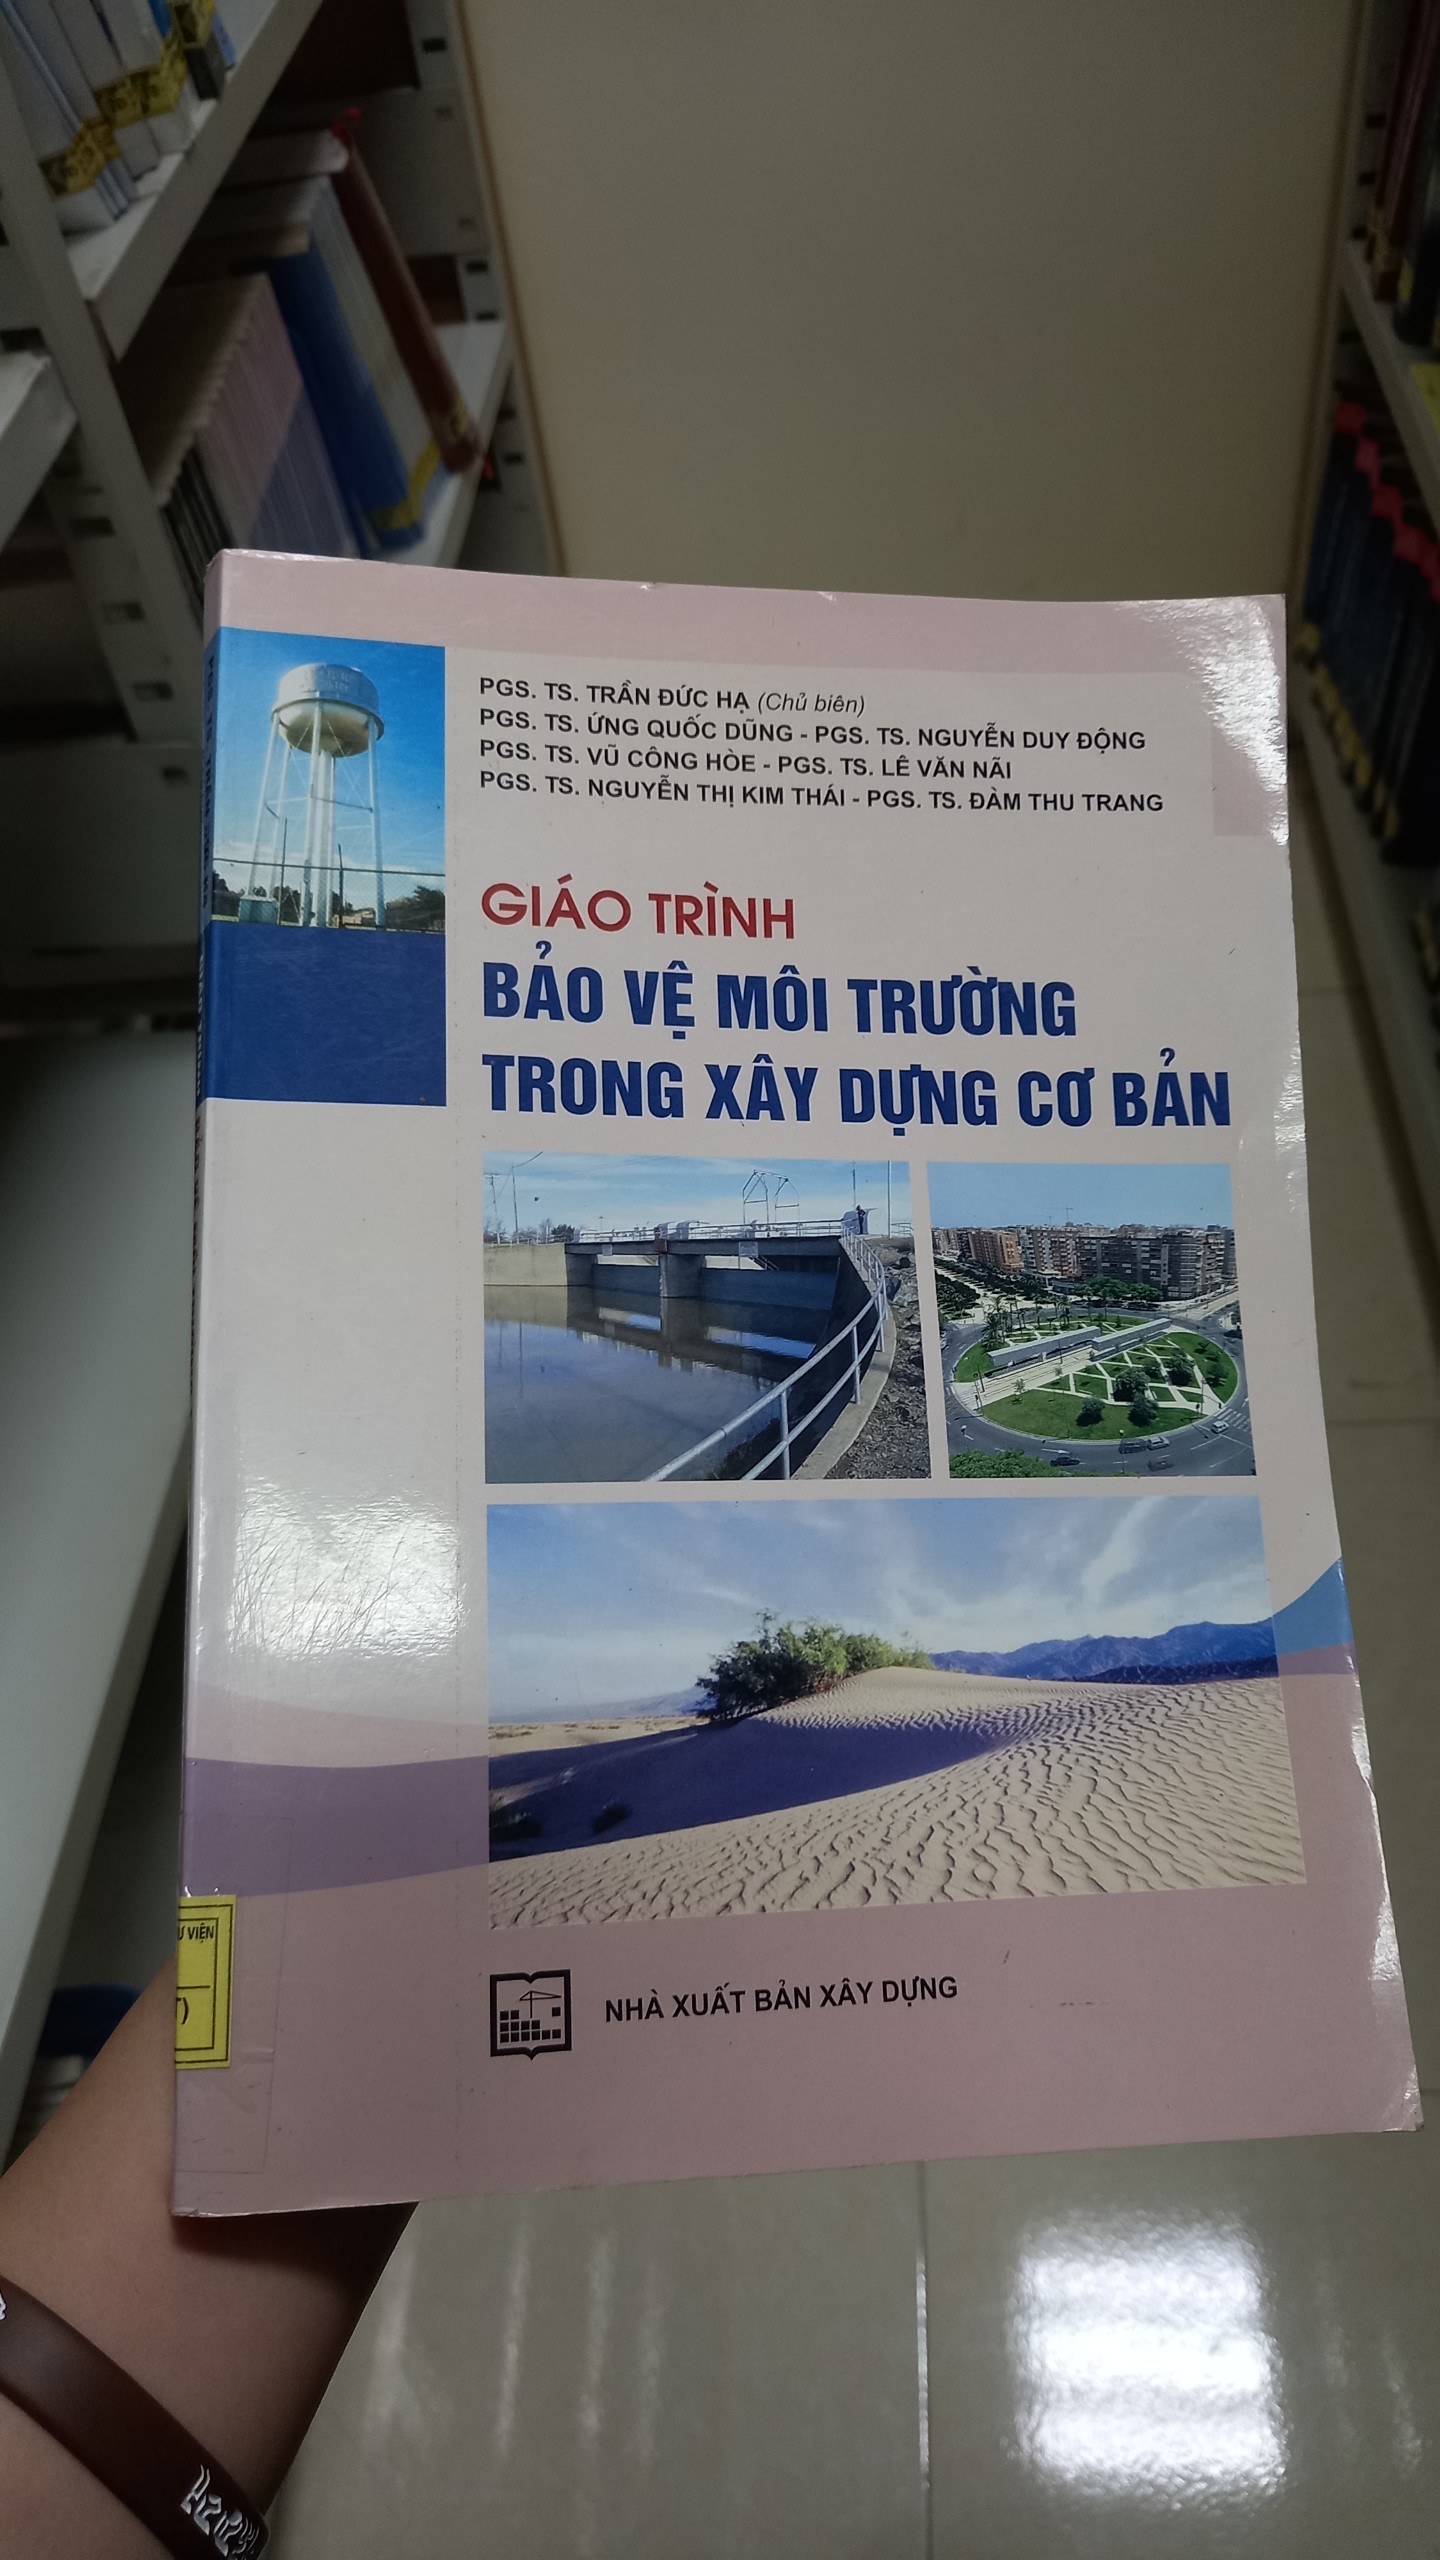 PGS. TS. TRẦN ĐỨC HẠ (Chủ biên)
PGS. TS. ỨNG QUỐC DŨNG - PGS. TS. NGUYỄN DUY ĐỘNG
PGS. TS. VŨ CÔNG HÒE - PGS. TS. LÊ VĂN NÃI
PGS. TS. NGUYỄN THỊ KIM THÁI - PGS. TS. ĐÀM THU TRANG
GIÁO TRÌNH
BẢO VỆ MÔI TRƯỜNG
TRONG XÂY DỰNG CƠ BẢN
NHÀ XUẤT BẢN XÂY DỰNG
Ư VIỆN